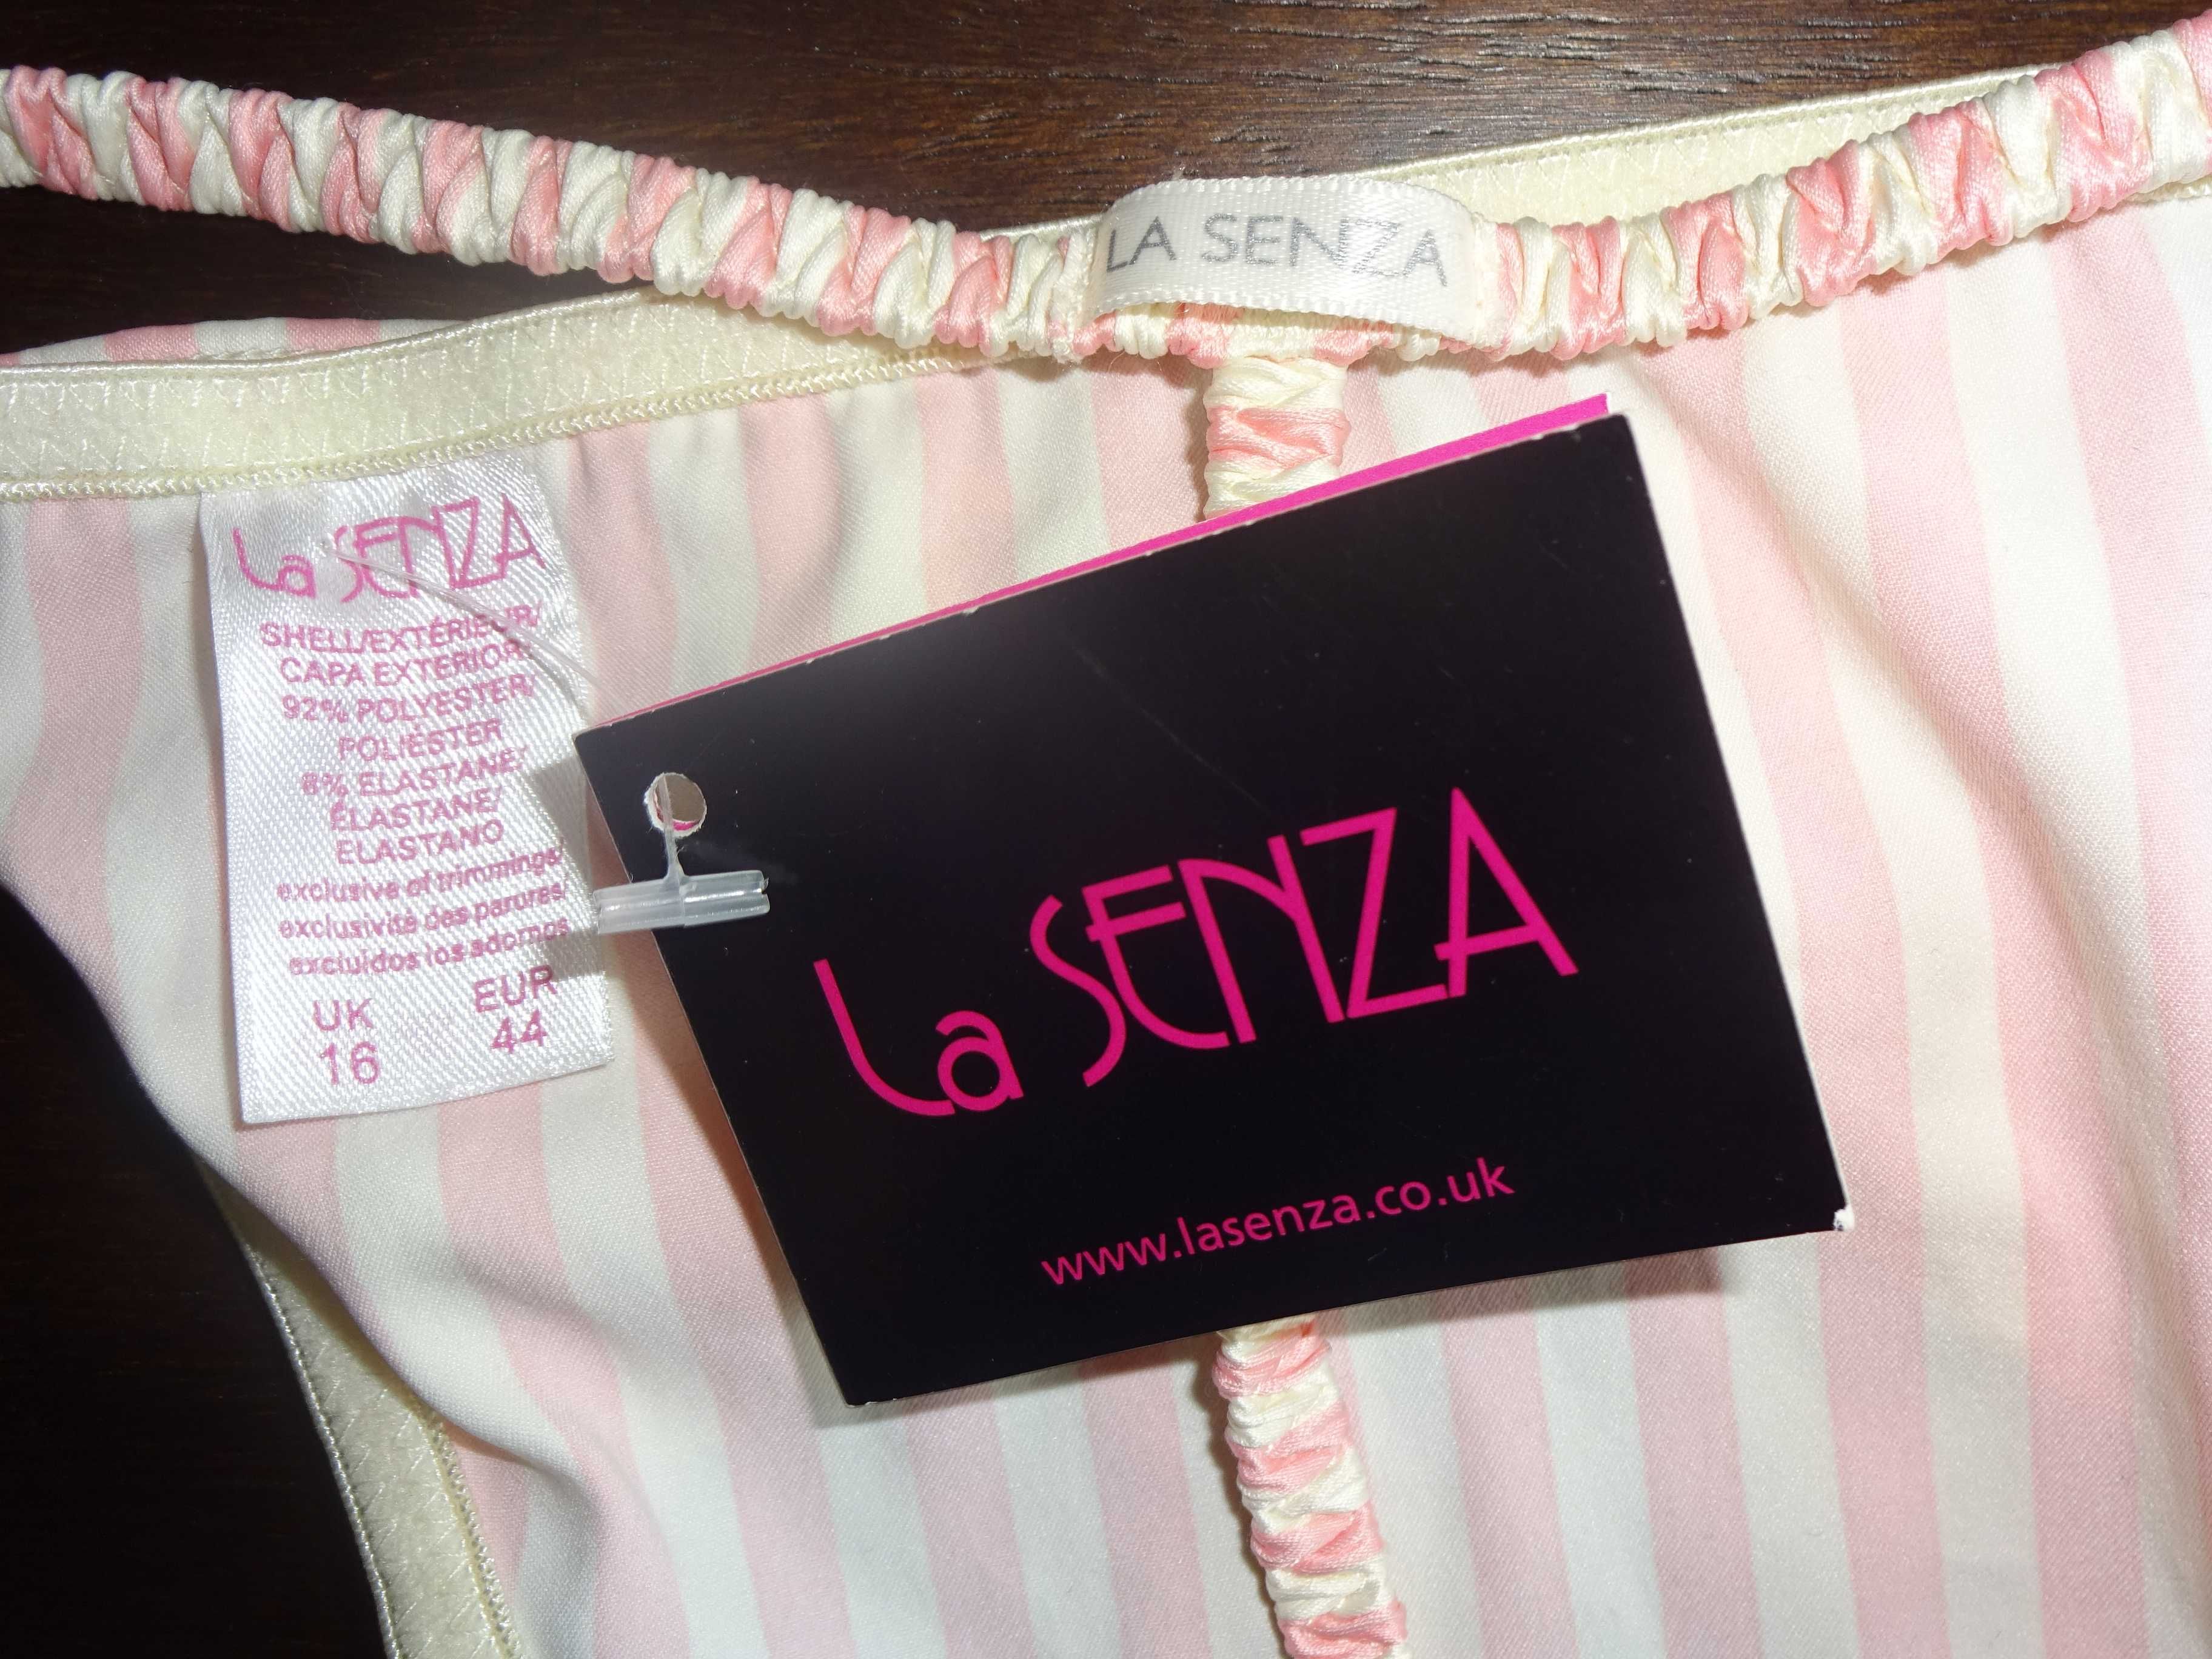 LA SENZA
La SENZA
SHELL/EXTÉRIEUR/
CAPA EXTERIOR:
92% POLYESTER/
POLIÉSTER
8% ELASTANE/
ÉLASTANE/
ELASTANO
exclusive of trimmings/
exclusivité des parures/
excluidos los adornos
UK EUR
16 44
La SENZA
www.lasenza.co.uk